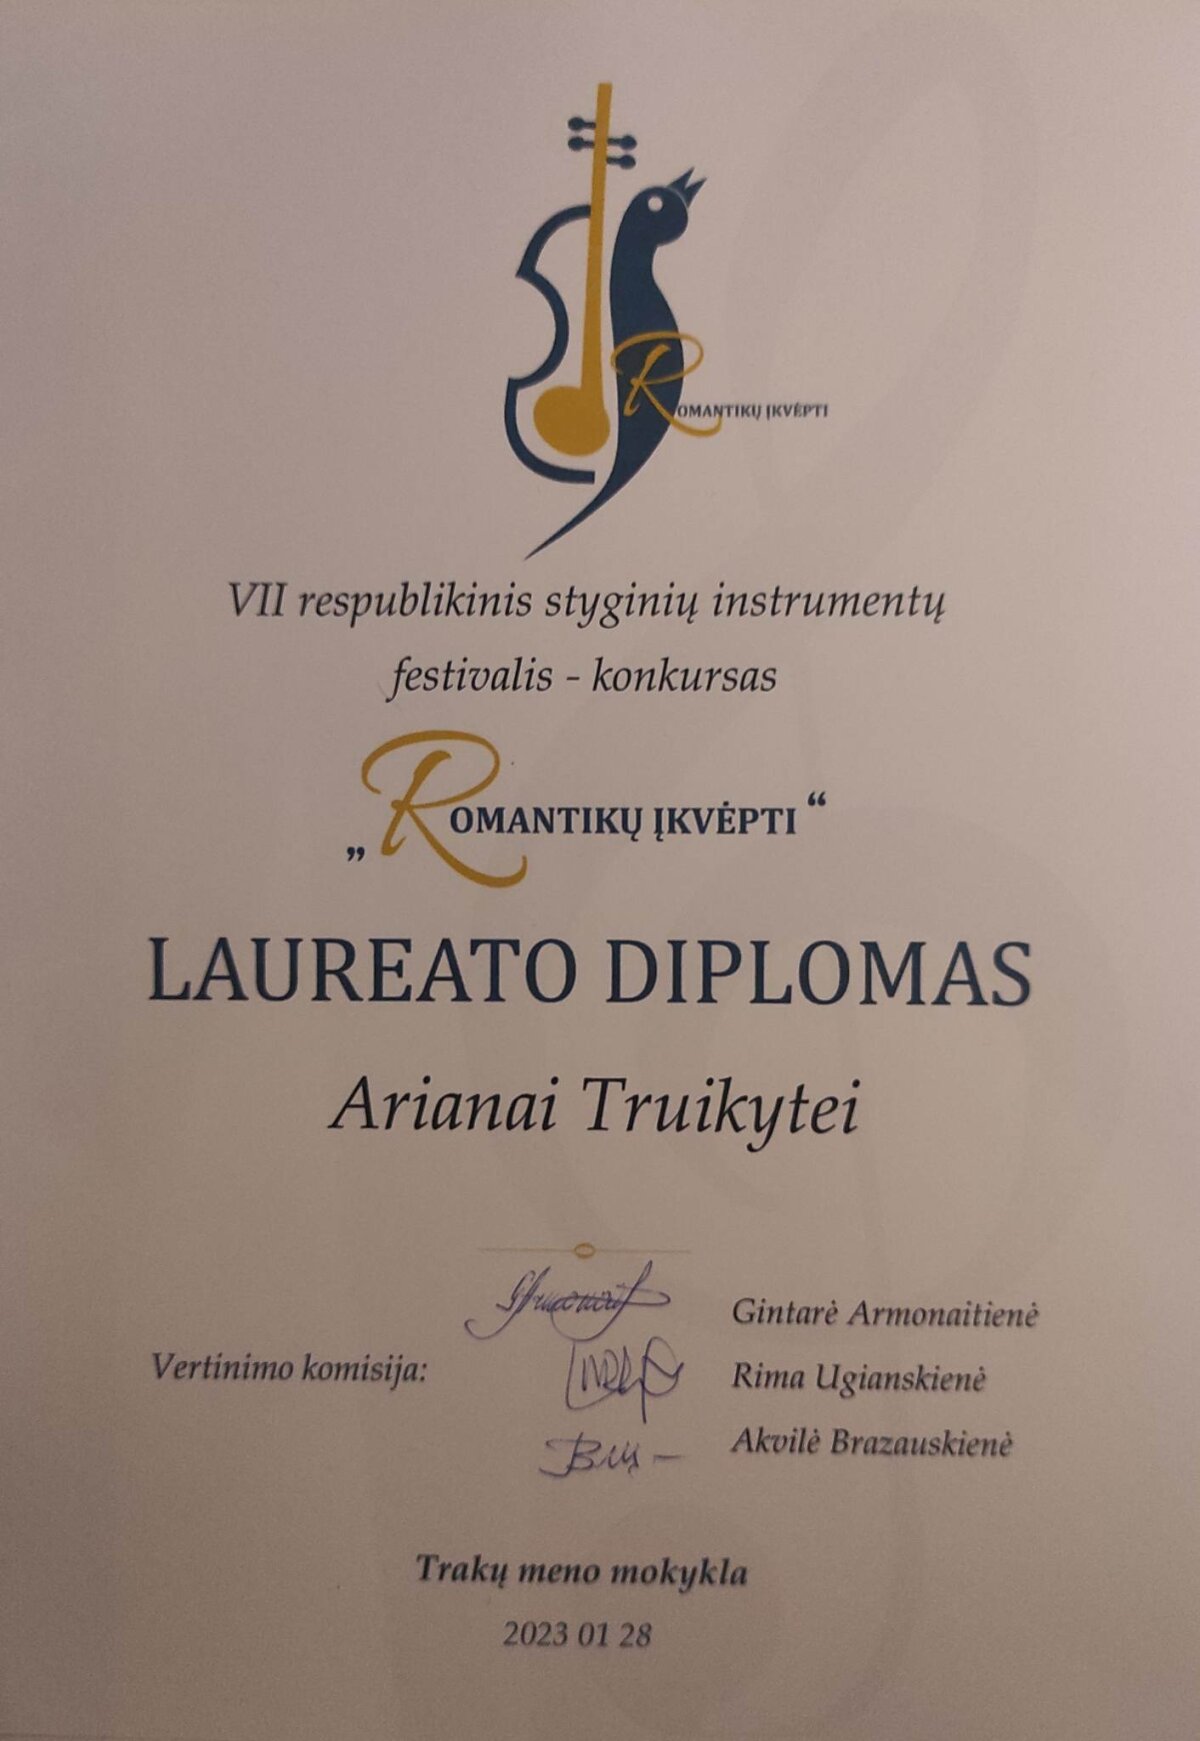 ROMANTIKŲ ĮKVĖPTI
VII respublikinis styginių instrumentų
festivalis - konkursas
„ROMANTIKŲ ĮKVĖPTI“
LAUREATO DIPLOMAS
Arianai Truikytei
Gintarė Armonaitienė
Vertinimo komisija:
Rima Ugianskienė
Akvilė Brazauskienė
Trakų meno mokykla
2023 01 28